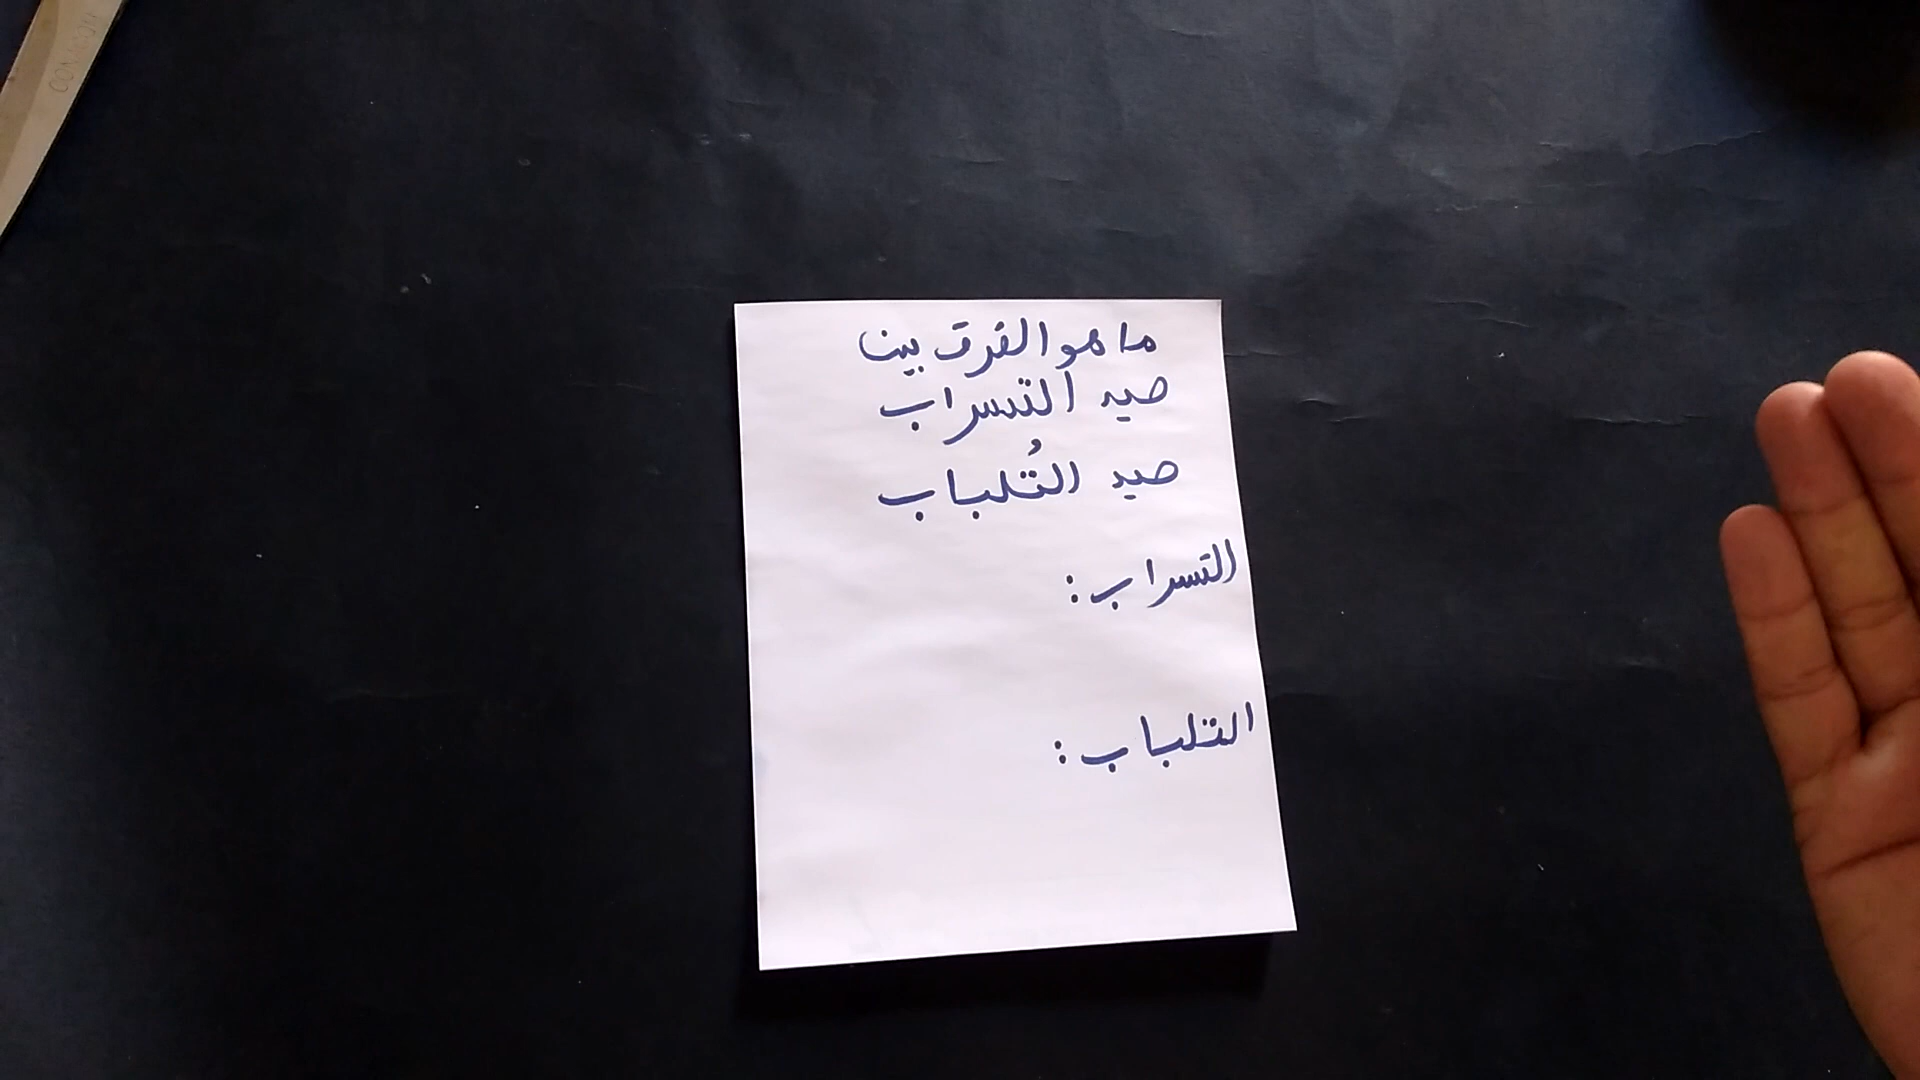 ما هو الفرق بين
صيد التسراب
صيد التُلباب
التسراب :
التلباب :